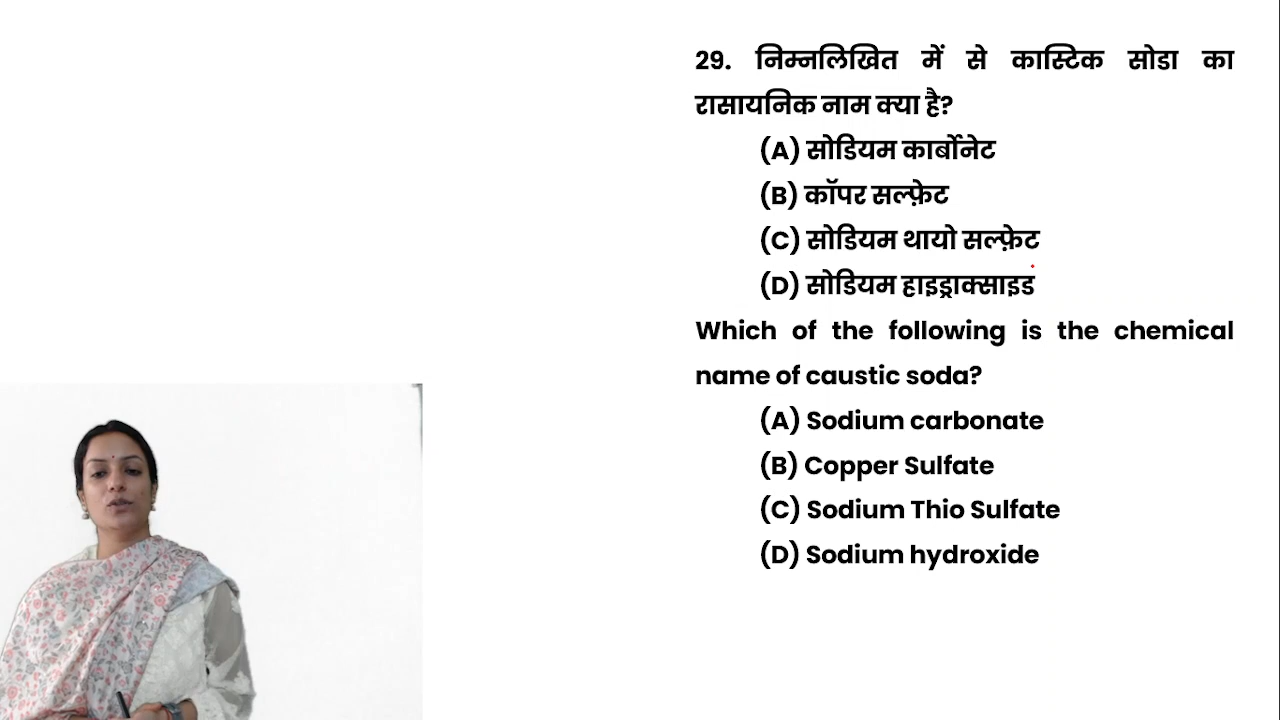 29. निम्नलिखित में से कास्टिक सोडा का
रासायनिक नाम क्या है?
(A) सोडियम कार्बोनेट
(B) कॉपर सल्फ़ेट
(C) सोडियम थायो सल्फ़ेट
(D) सोडियम हाइड्राक्साइड
Which of the following is the chemical
name of caustic soda?
(A) Sodium carbonate
(B) Copper Sulfate
(C) Sodium Thio Sulfate
(D) Sodium hydroxide